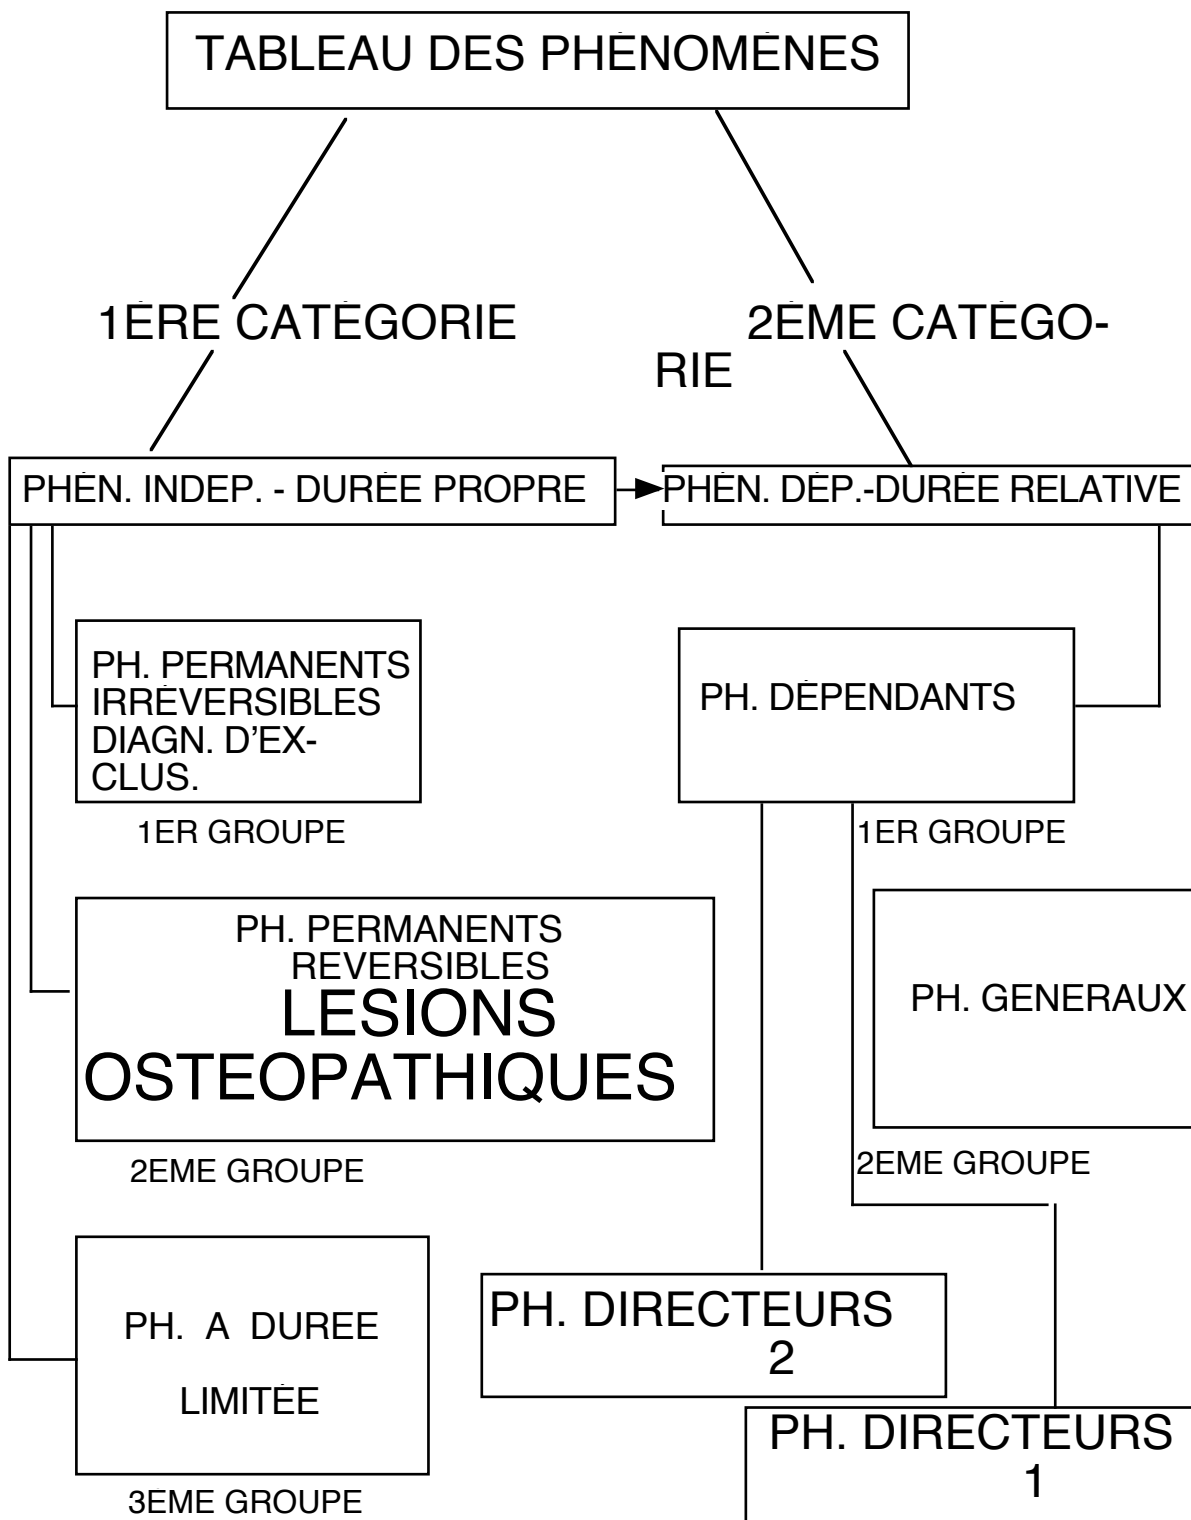 TABLEAU DES PHÉNOMÈNES
1ÈRE CATÉGORIE
2ÈME CATÉGO-
RIE
PHÉN. INDEP. - DURÉE PROPRE
PHÉN. DÉP.-DURÉE RELATIVE
PH. PERMANENTS
IRRÉVERSIBLES
DIAGN. D'EX-
CLUS.
1ER GROUPE
PH. DÉPENDANTS
1ER GROUPE
PH. PERMANENTS
REVERSIBLES
LESIONS
OSTEOPATHIQUES
2EME GROUPE
PH. GENERAUX
2EME GROUPE
PH. A DUREE
LIMITÉE
3EME GROUPE
PH. DIRECTEURS
2
PH. DIRECTEURS
1